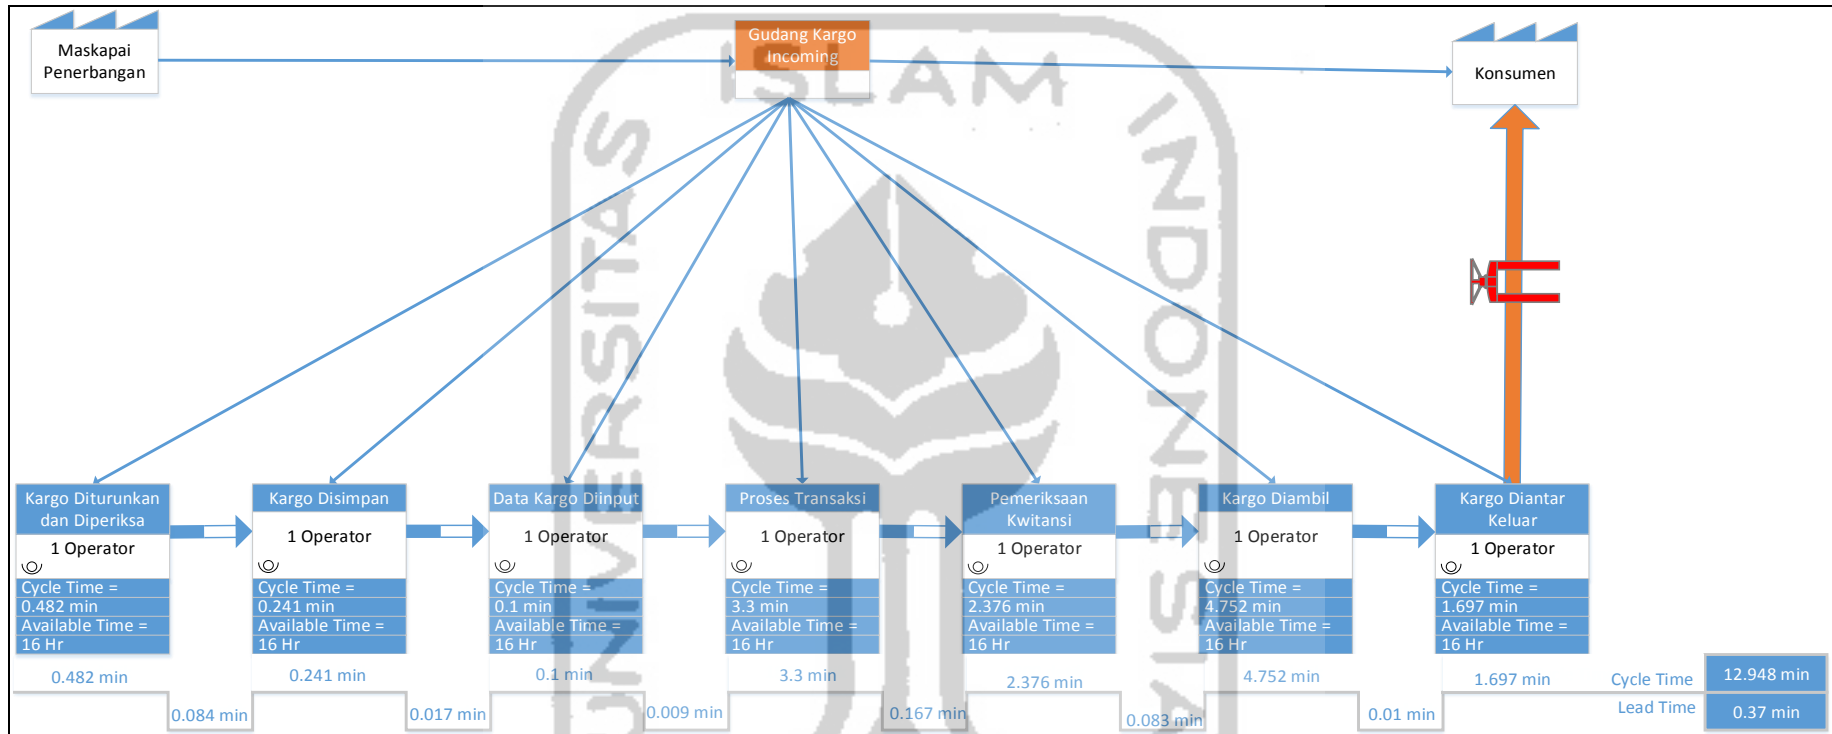 Maskapai
Penerbangan
Gudang Kargo
Incoming
Konsumen
UNIVERSITAS
ISLAM
INDONESIA
Kargo Diturunkan
dan Diperiksa
1 Operator
Cycle Time =
0.482 min
Available Time =
16 Hr
Kargo Disimpan
1 Operator
Cycle Time =
0.241 min
Available Time =
16 Hr
Data Kargo Diinput
1 Operator
Cycle Time =
0.1 min
Available Time =
16 Hr
Proses Transaksi
1 Operator
Cycle Time =
3.3 min
Available Time =
16 Hr
Pemeriksaan
Kwitansi
1 Operator
Cycle Time =
2.376 min
Available Time =
16 Hr
Kargo Diambil
1 Operator
Cycle Time =
4.752 min
Available Time =
16 Hr
Kargo Diantar
Keluar
1 Operator
Cycle Time =
1.697 min
Available Time =
16 Hr
0.482 min
0.084 min
0.241 min
0.017 min
0.1 min
0.009 min
3.3 min
0.167 min
2.376 min
0.083 min
4.752 min
0.01 min
1.697 min
Cycle Time
12.948 min
Lead Time
0.37 min